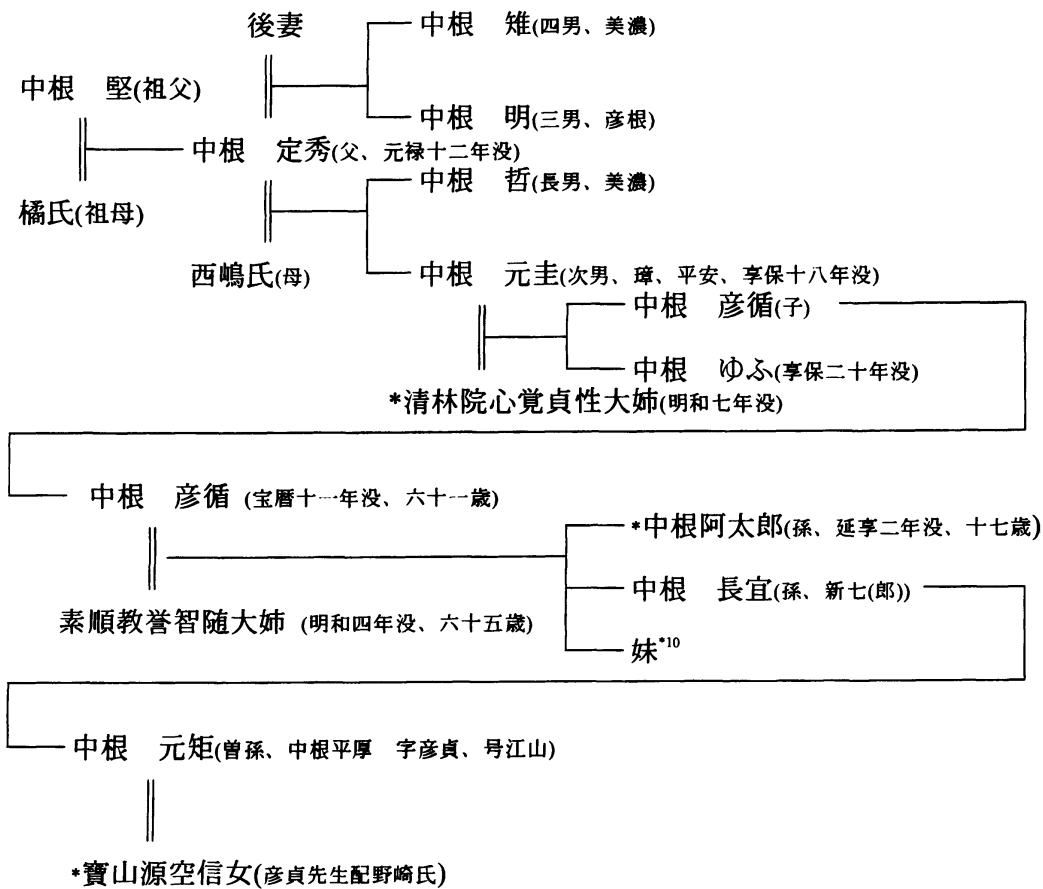 後妻
中根　雉(四男、美濃)
中根　堅(祖父)
中根　明(三男、彦根)
中根　定秀(父、元禄十二年没)
中根　哲(長男、美濃)
橘氏(祖母)
西嶋氏(母)
中根　元圭(次男、璋、平安、享保十八年没)
中根　彦循(子)
中根　ゆふ(享保二十年没)
*清林院心覚貞性大姉(明和七年没)
中根　彦循 (宝暦十一年没、六十一歳)
*中根阿太郎(孫、延享二年没、十七歳)
中根　長宜(孫、新七(郎))
素順教誉智随大姉 (明和四年没、六十五歳)
妹*10
中根　元矩(曽孫、中根平厚　字彦貞、号江山)
*寶山源空信女(彦貞先生配野崎氏)